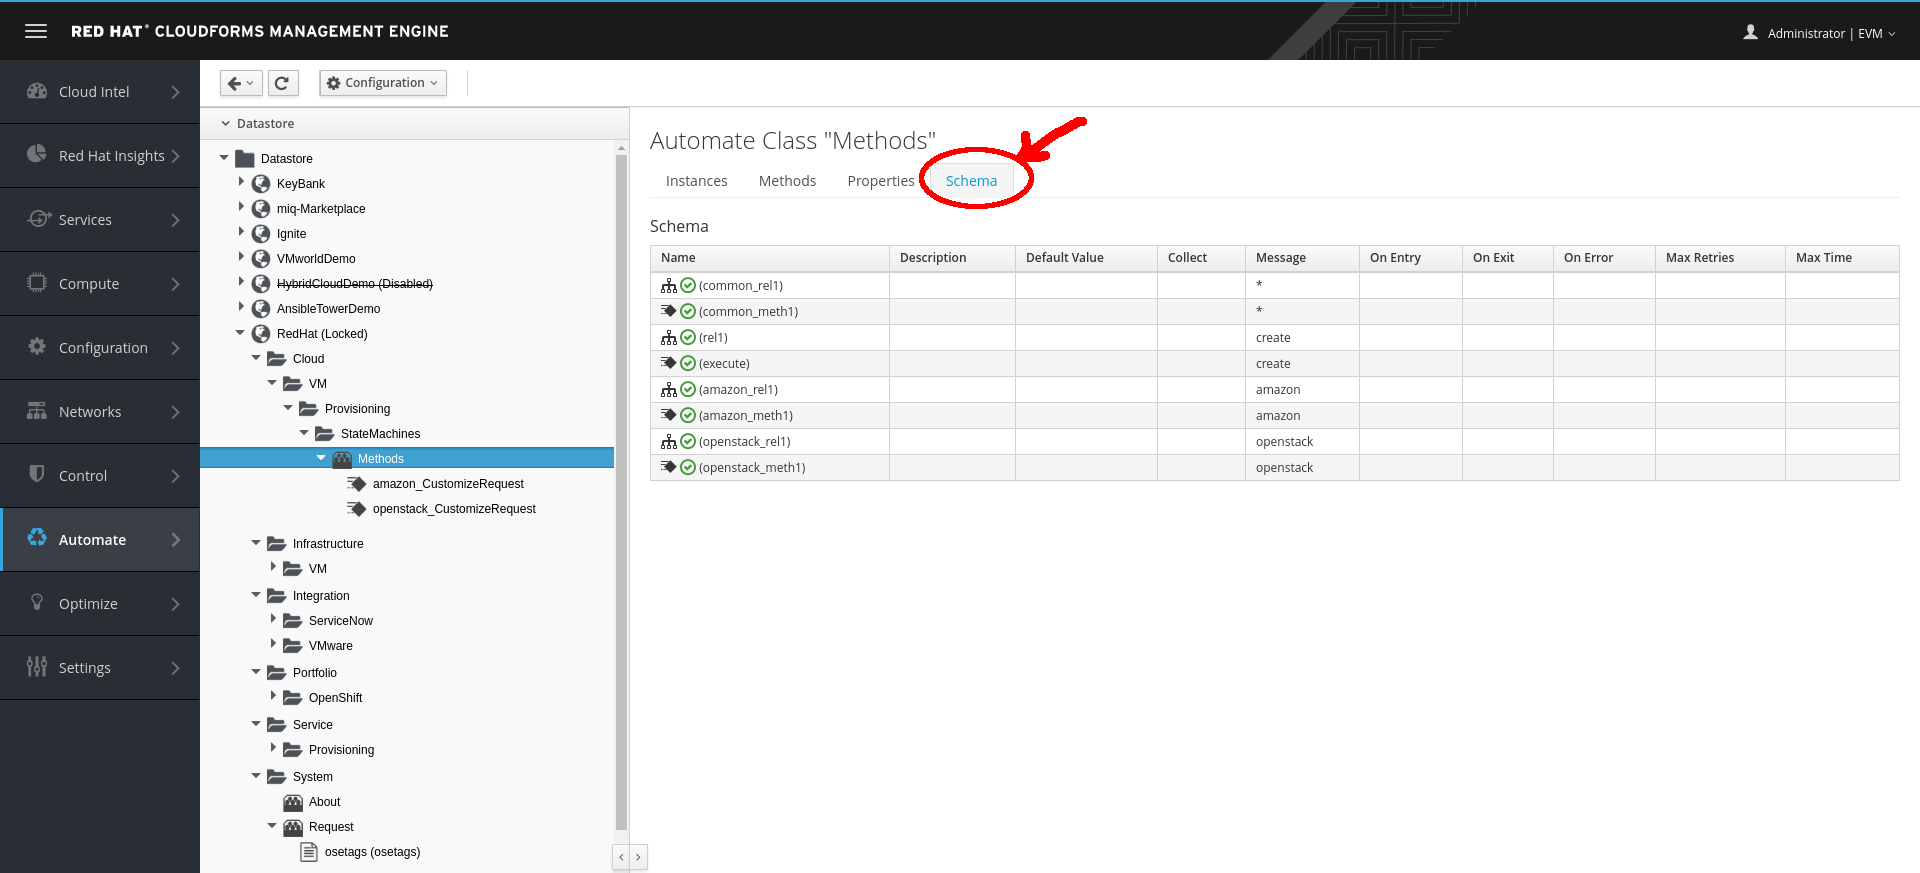 RED HAT® CLOUDFORMS MANAGEMENT ENGINE
Administrator | EVM
Cloud Intel
Red Hat Insights
Services
Compute
Configuration
Networks
Control
Automate
Optimize
Settings
Configuration
Datastore
Datastore
KeyBank
miq-Marketplace
Ignite
VMworldDemo
HybridCloudDemo (Disabled)
AnsibleTowerDemo
RedHat (Locked)
Cloud
VM
Provisioning
StateMachines
Methods
amazon_CustomizeRequest
openstack_CustomizeRequest
Infrastructure
VM
Integration
ServiceNow
VMware
Portfolio
OpenShift
Service
Provisioning
System
About
Request
osetags (osetags)
Automate Class "Methods"
Instances Methods Properties Schema
Schema
Name Description Default Value Collect Message On Entry On Exit On Error Max Retries Max Time
(common_rel1) *
(common_meth1) *
(rel1) create
(execute) create
(amazon_rel1) amazon
(amazon_meth1) amazon
(openstack_rel1) openstack
(openstack_meth1) openstack